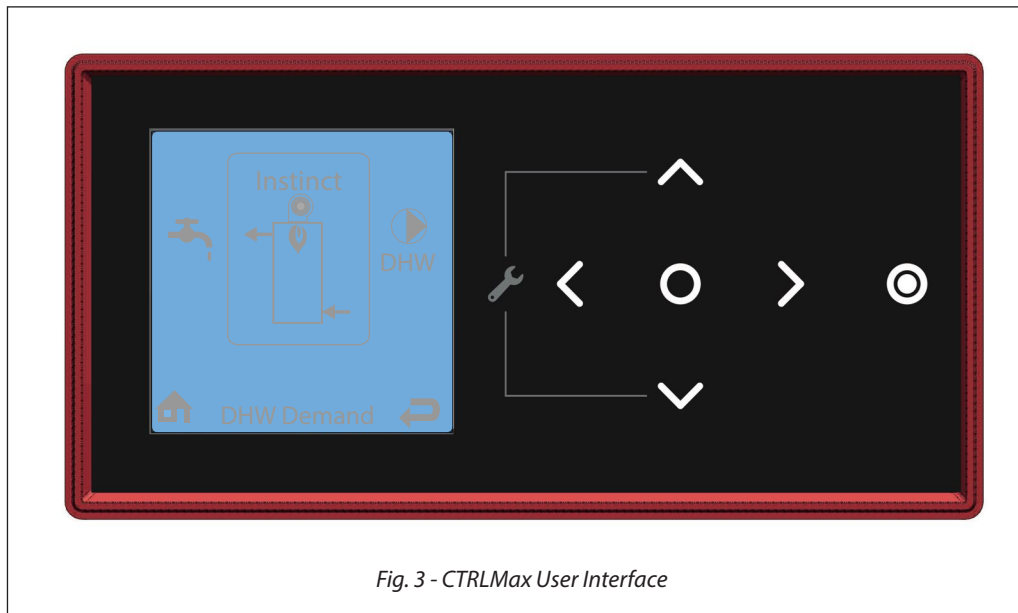 Instinct
DHW
DHW Demand
Fig. 3 - CTRLMax User Interface